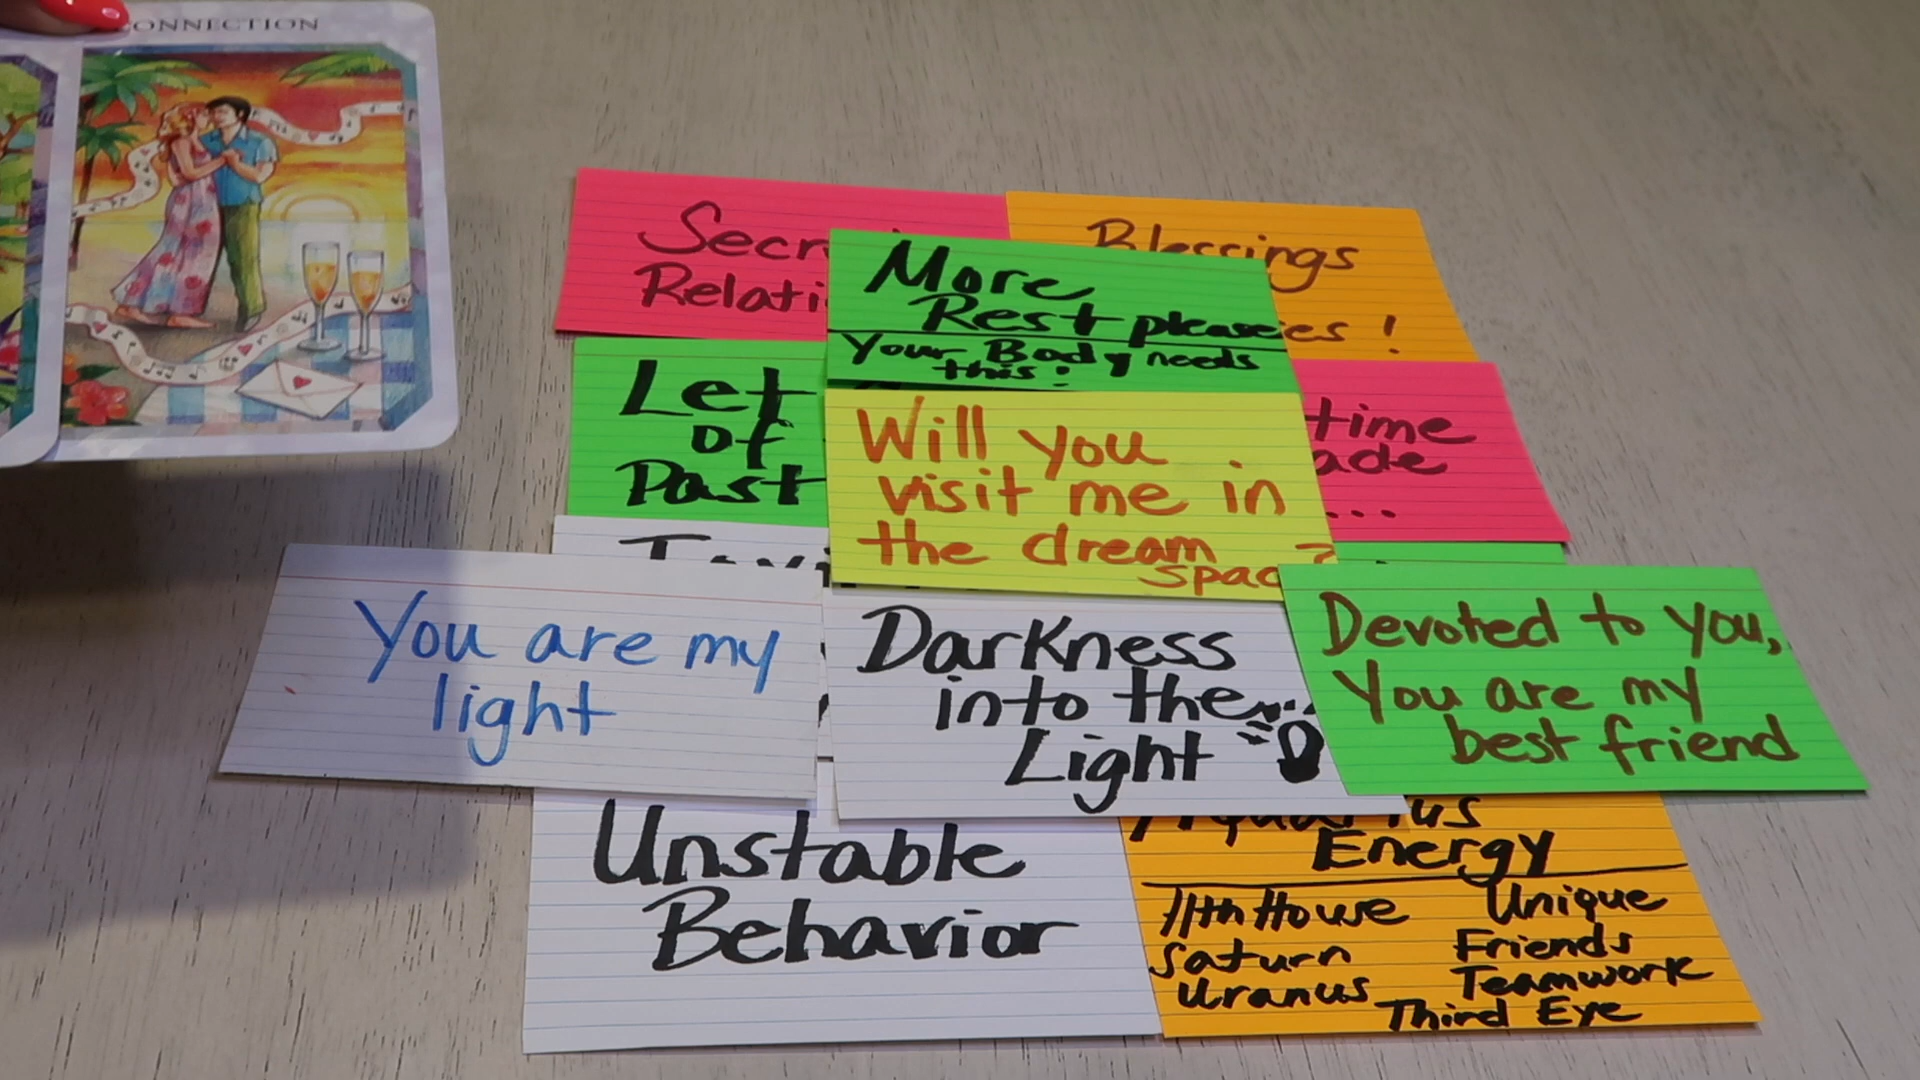 CONNECTION
Blessings
Relati
More
Rest please
Your Body needs
this!
Let
of
Past
Will you
visit me in
the dream
space?
time
...
You are my
light
Darkness
into the
Light
Devoted to you,
You are my
best friend
Unstable
Behavior
Aquarius
Energy
11th House
Saturn
Uranus
Unique
Friends
Teamwork
Third Eye